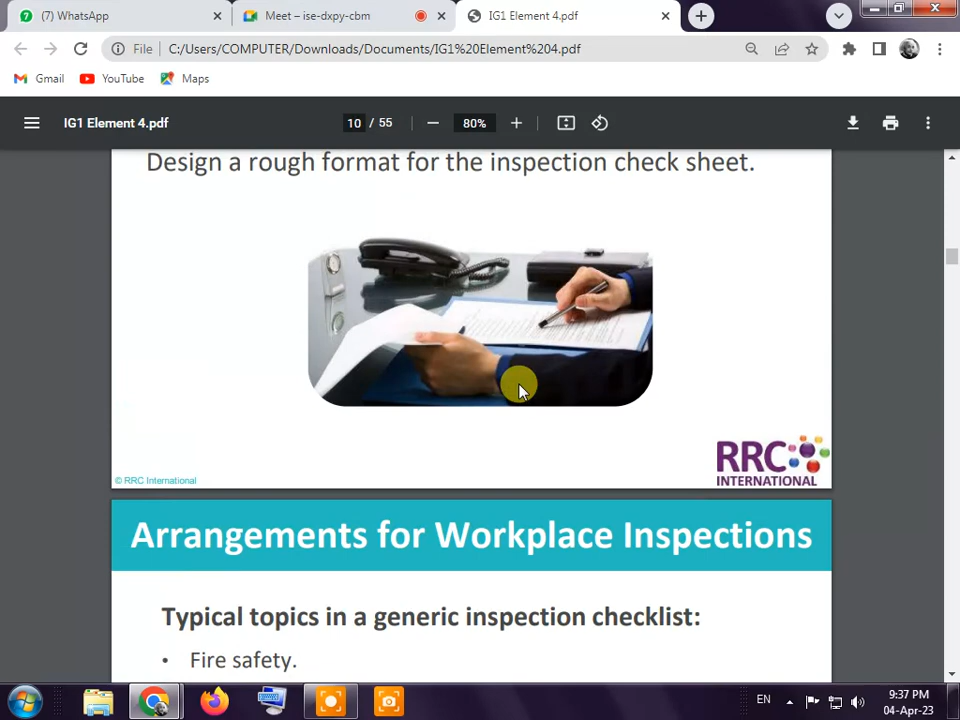 (7) WhatsApp
Meet – ise-dxpy-cbm
IG1 Element 4.pdf
File
C:/Users/COMPUTER/Downloads/Documents/IG1%20Element%204.pdf
Gmail
YouTube
Maps
IG1 Element 4.pdf
10 / 55
80%
Design a rough format for the inspection check sheet.
RRC
INTERNATIONAL
© RRC International
Arrangements for Workplace Inspections
Typical topics in a generic inspection checklist:
• Fire safety.
EN
9:37 PM
04-Apr-23